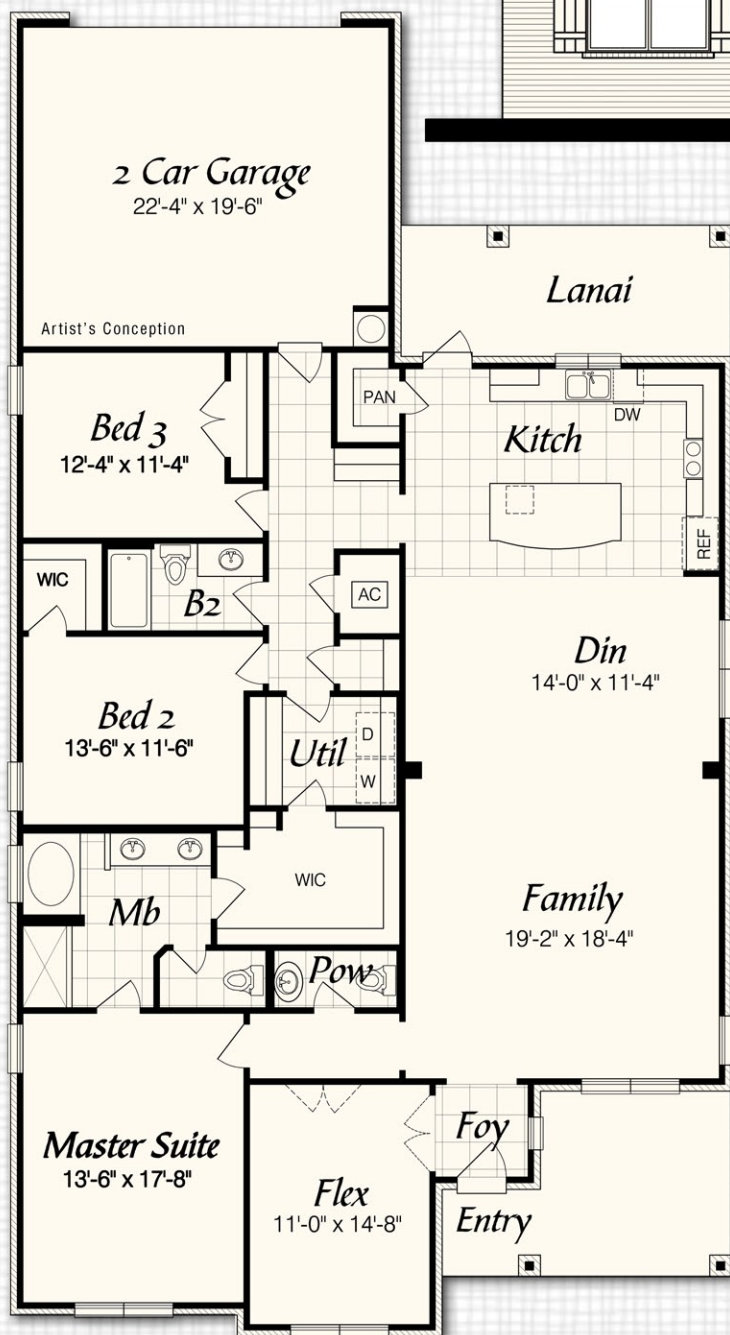 2 Car Garage
22'-4" x 19'-6"
Lanai
Artist's Conception
PAN
DW
Bed 3
12'-4" x 11'-4"
Kitch
REF
WIC
B2
AC
Din
14'-0" x 11'-4"
Bed 2
13'-6" x 11'-6"
Util
D
W
WIC
Mb
Family
19'-2" x 18'-4"
Pow
Master Suite
13'-6" x 17'-8"
Foy
Flex
11'-0" x 14'-8"
Entry